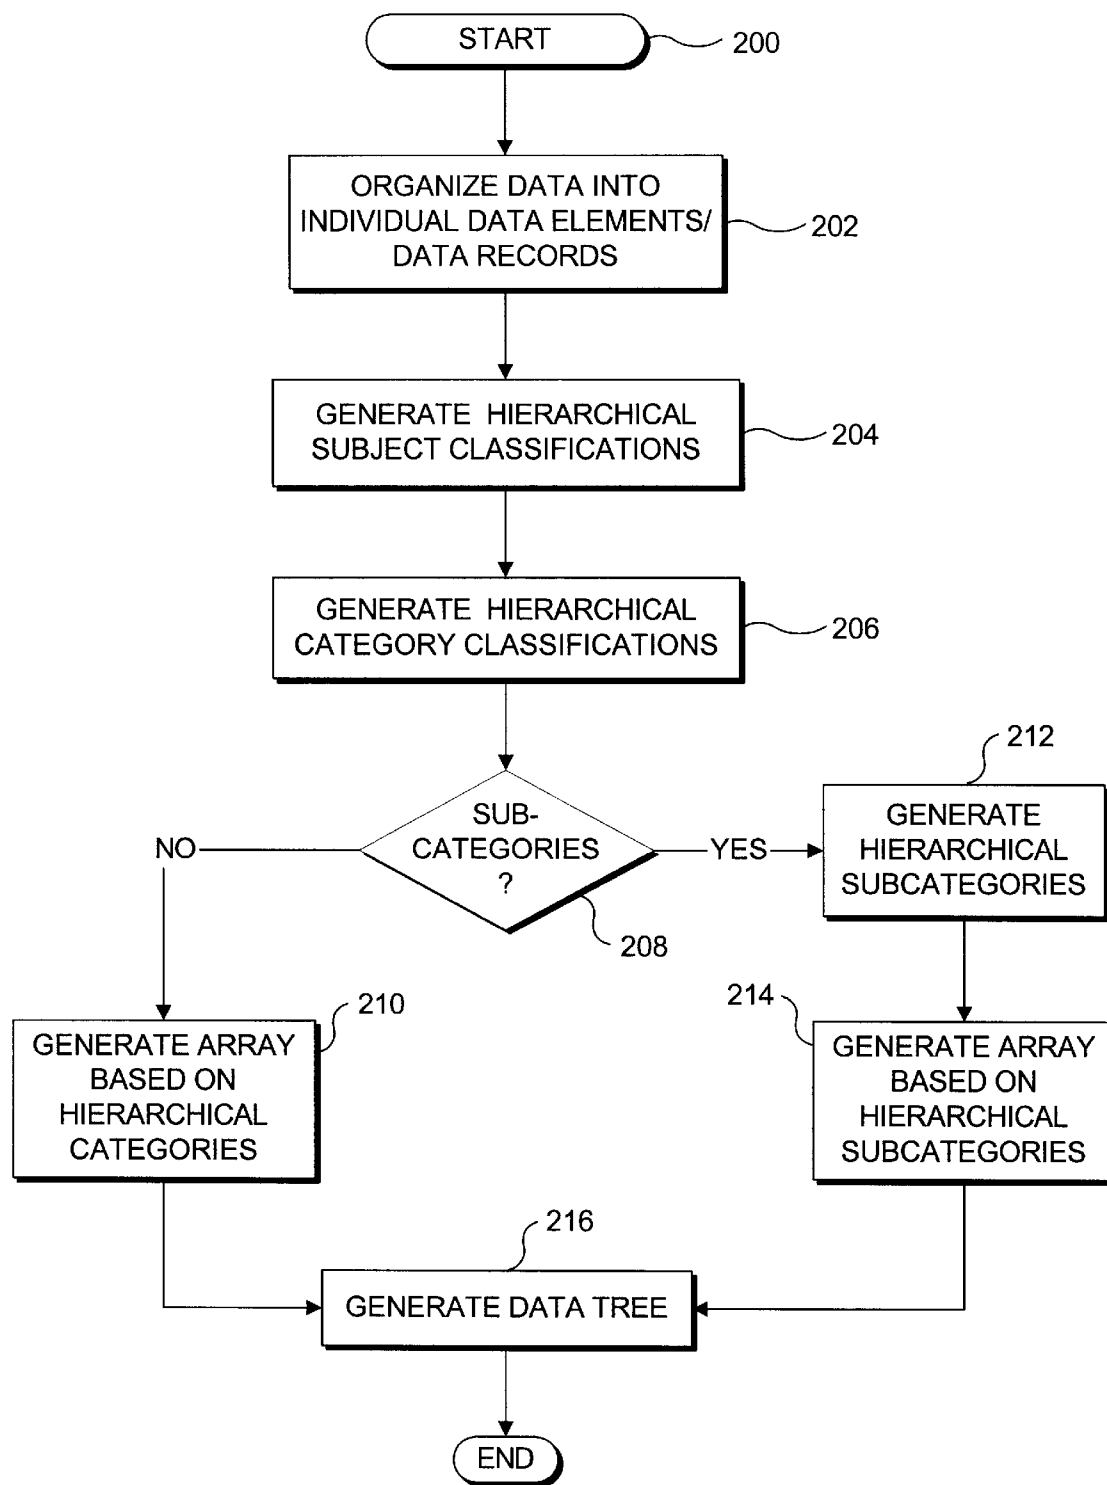 START
200
ORGANIZE DATA INTO
INDIVIDUAL DATA ELEMENTS/
DATA RECORDS
202
GENERATE HIERARCHICAL
SUBJECT CLASSIFICATIONS
204
GENERATE HIERARCHICAL
CATEGORY CLASSIFICATIONS
206
SUB-
CATEGORIES
?
208
NO
YES
212
GENERATE
HIERARCHICAL
SUBCATEGORIES
210
GENERATE ARRAY
BASED ON
HIERARCHICAL
CATEGORIES
214
GENERATE ARRAY
BASED ON
HIERARCHICAL
SUBCATEGORIES
216
GENERATE DATA TREE
END